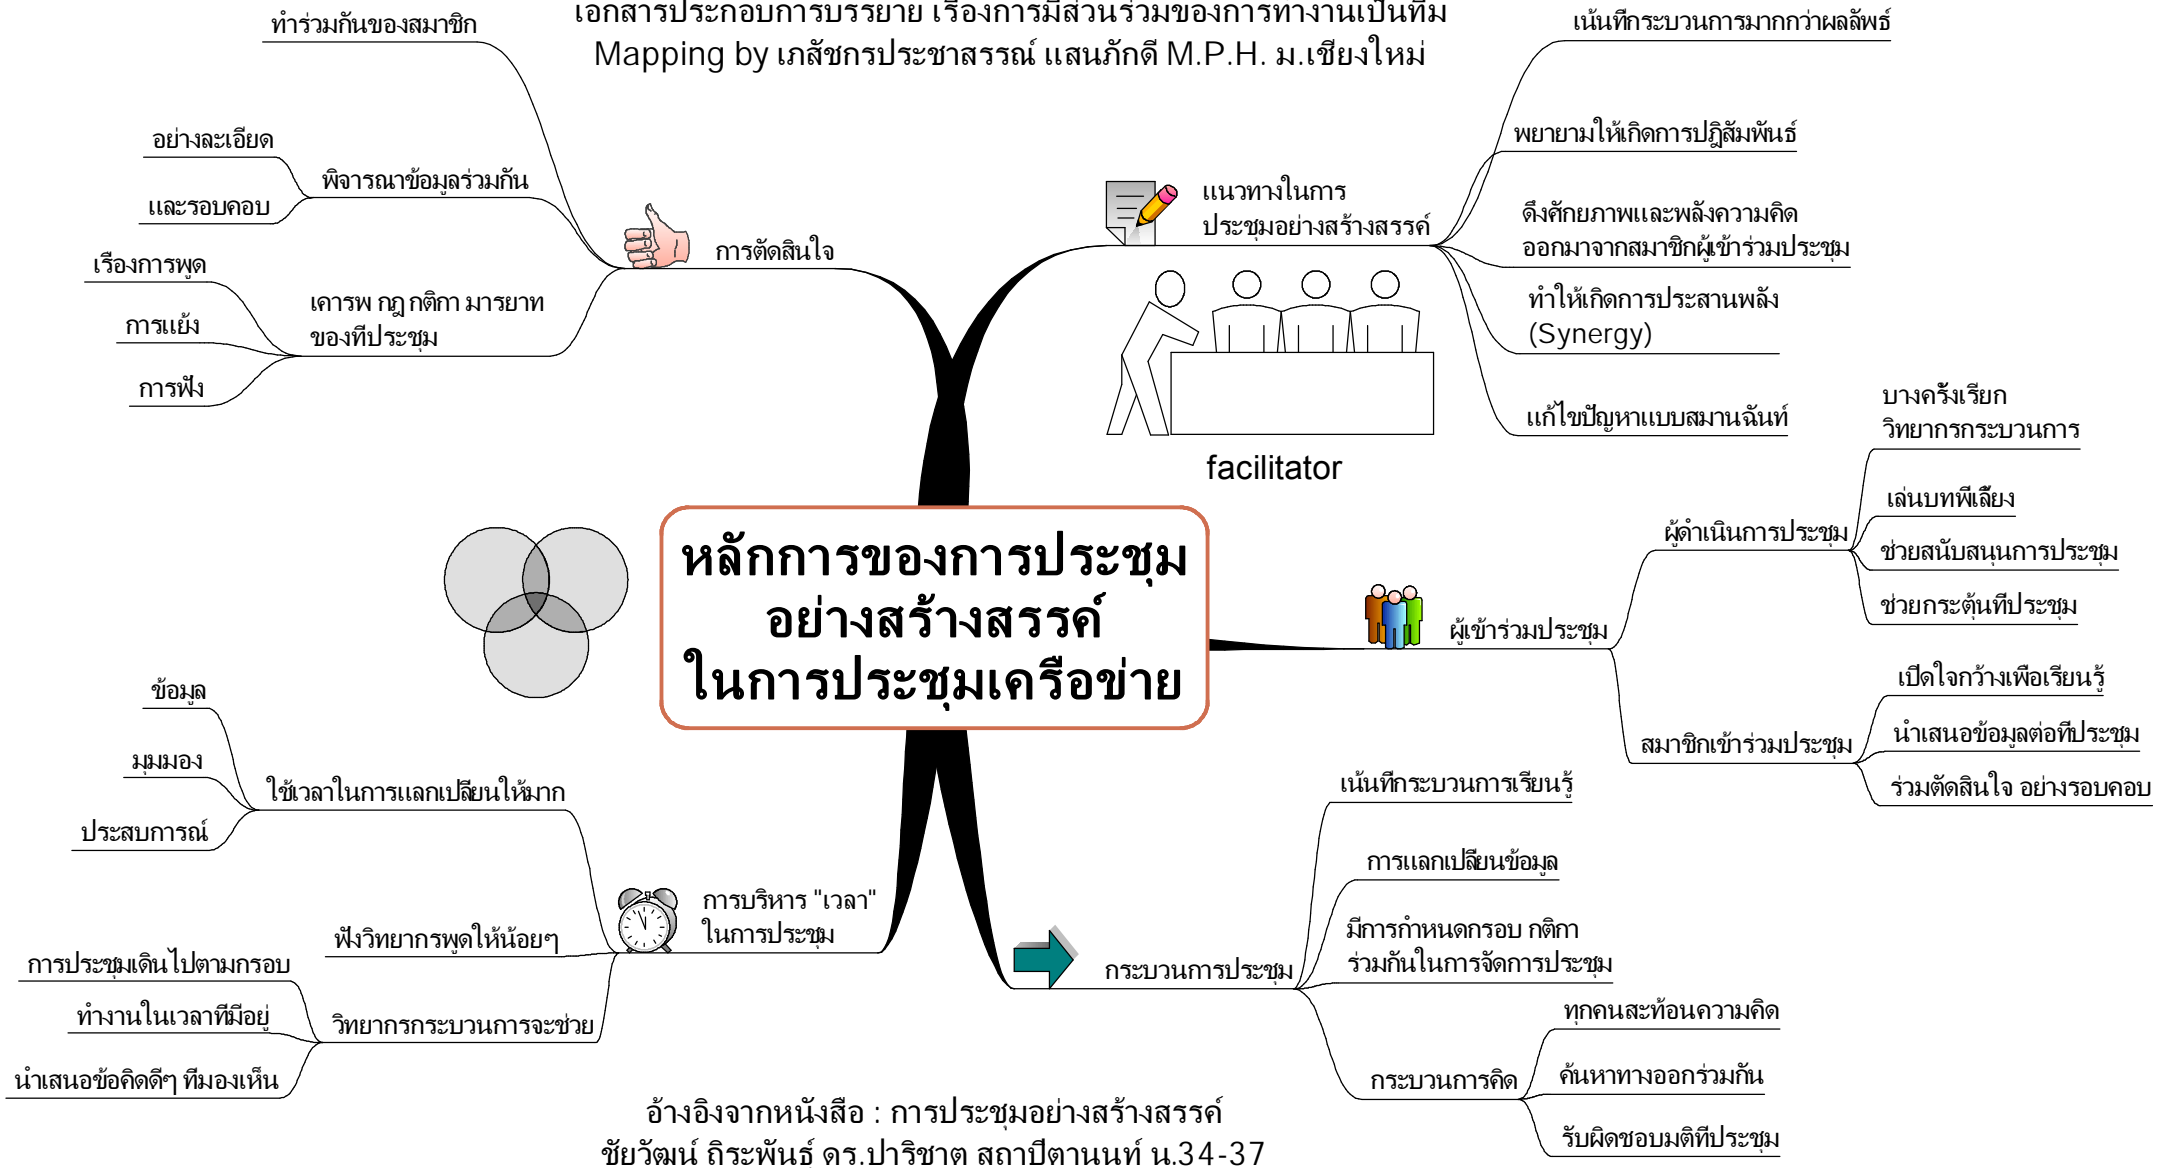 เอกสารประกอบการบรรยาย เรื่องการมีส่วนร่วมของการทำงานเป็นทีม
Mapping by เภสัชกรประชาสรรณ์ แสนภักดี M.P.H. ม.เชียงใหม่
หลักการของการประชุม
อย่างสร้างสรรค์
ในการประชุมเครือข่าย
แนวทางในการ
ประชุมอย่างสร้างสรรค์
เน้นที่กระบวนการมากกว่าผลลัพธ์
พยายามให้เกิดการปฎิสัมพันธ์
ดึงศักยภาพและพลังความคิด
ออกมาจากสมาชิกผู้เข้าร่วมประชุม
ทำให้เกิดการประสานพลัง
(Synergy)
แก้ไขปัญหาแบบสมานฉันท์
facilitator
ผู้เข้าร่วมประชุม
ผู้ดำเนินการประชุม
บางครั้งเรียก
วิทยากรกระบวนการ
เล่นบทพี่เลี้ยง
ช่วยสนับสนุนการประชุม
ช่วยกระตุ้นที่ประชุม
สมาชิกเข้าร่วมประชุม
เปิดใจกว้างเพื่อเรียนรู้
นำเสนอข้อมูลต่อที่ประชุม
ร่วมตัดสินใจ อย่างรอบคอบ
กระบวนการประชุม
เน้นที่กระบวนการเรียนรู้
การแลกเปลี่ยนข้อมูล
มีการกำหนดกรอบ กติกา
ร่วมกันในการจัดการประชุม
กระบวนการคิด
ทุกคนสะท้อนความคิด
ค้นหาทางออกร่วมกัน
รับผิดชอบมติที่ประชุม
การบริหาร "เวลา"
ในการประชุม
ใช้เวลาในการแลกเปลี่ยนให้มาก
ข้อมูล
มุมมอง
ประสบการณ์
ฟังวิทยากรพูดให้น้อยๆ
วิทยากรกระบวนการจะช่วย
การประชุมเดินไปตามกรอบ
ทำงานในเวลาที่มีอยู่
นำเสนอข้อคิดดีๆ ที่มองเห็น
การตัดสินใจ
ทำร่วมกันของสมาชิก
พิจารณาข้อมูลร่วมกัน
อย่างละเอียด
และรอบคอบ
เคารพ กฎ กติกา มารยาท
ของที่ประชุม
เรื่องการพูด
การแย้ง
การฟัง
อ้างอิงจากหนังสือ : การประชุมอย่างสร้างสรรค์
ชัยวัฒน์ ถิระพันธุ์ ดร.ปาริชาต สถาปิตานนท์ น.34-37